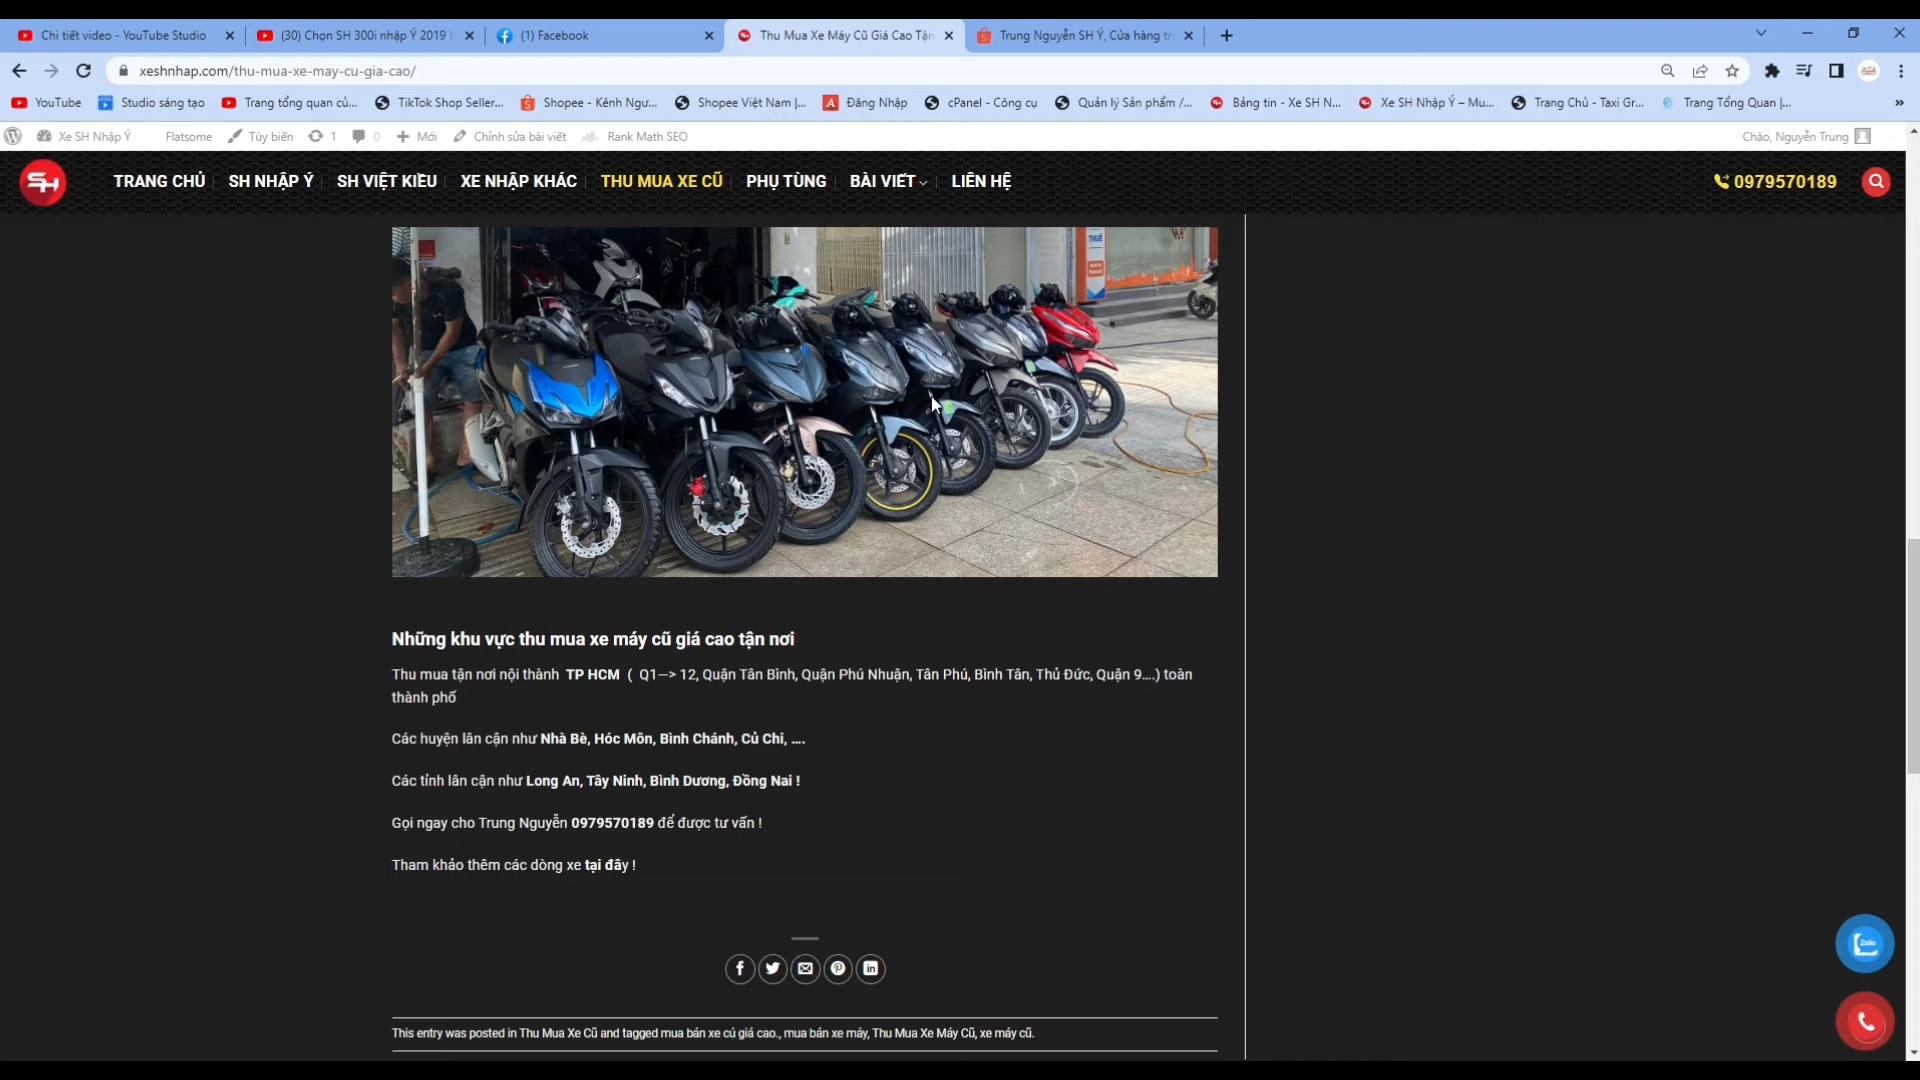 Chi tiết video - YouTube Studio
(30) Chọn SH 300i nhập Ý 2019
(1) Facebook
Thu Mua Xe Máy Cũ Giá Cao Tận
Trung Nguyễn SH Ý, Cửa hàng
xeshnhap.com/thu-mua-xe-may-cu-gia-cao/
YouTube
Studio sáng tạo
Trang tổng quan củ...
TikTok Shop Seller...
Shopee - Kênh Ngư...
Shopee Việt Nam |...
Đăng Nhập
cPanel - Công cụ
Quản lý Sản phẩm /...
Bảng tin - Xe SH N...
Xe SH Nhập Ý – Mu...
Trang Chủ - Taxi Gr...
Trang Tổng Quan |...
Xe SH Nhập Ý
Flatsome
Tùy biến
1
0
Mới
Chỉnh sửa bài viết
Rank Math SEO
Chào, Nguyễn Trung
SH
TRANG CHỦ
SH NHẬP Ý
SH VIỆT KIỀU
XE NHẬP KHÁC
THU MUA XE CŨ
PHỤ TÙNG
BÀI VIẾT
LIÊN HỆ
0979570189
THUÊ
Những khu vực thu mua xe máy cũ giá cao tận nơi
Thu mua tận nơi nội thành TP HCM ( Q1—> 12, Quận Tân Bình, Quận Phú Nhuận, Tân Phú, Bình Tân, Thủ Đức, Quận 9....) toàn
thành phố
Các huyện lân cận như Nhà Bè, Hóc Môn, Bình Chánh, Củ Chi, ....
Các tỉnh lân cận như Long An, Tây Ninh, Bình Dương, Đồng Nai !
Gọi ngay cho Trung Nguyễn 0979570189 để được tư vấn !
Tham khảo thêm các dòng xe tại đây !
Zalo
This entry was posted in Thu Mua Xe Cũ and tagged mua bán xe cú giá cao., mua bán xe máy, Thu Mua Xe Máy Cũ, xe máy cũ.